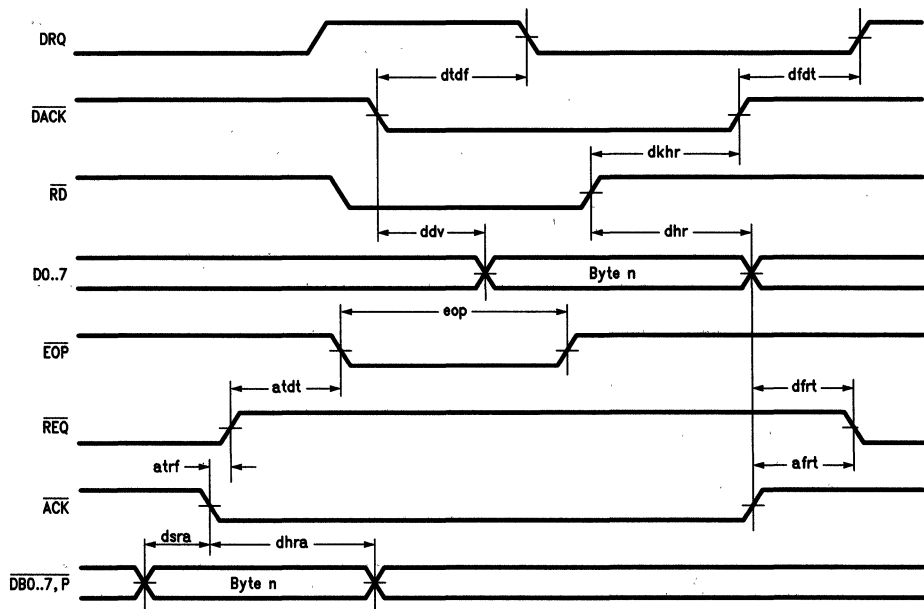 DRQ
dtdf
dfdt
DACK
dkhr
RD
ddv
dhr
D0..7
Byte n
eop
EOP
atdt
dfrt
REQ
atrf
afrt
ACK
dsra
dhra
DB0..7, P
Byte n